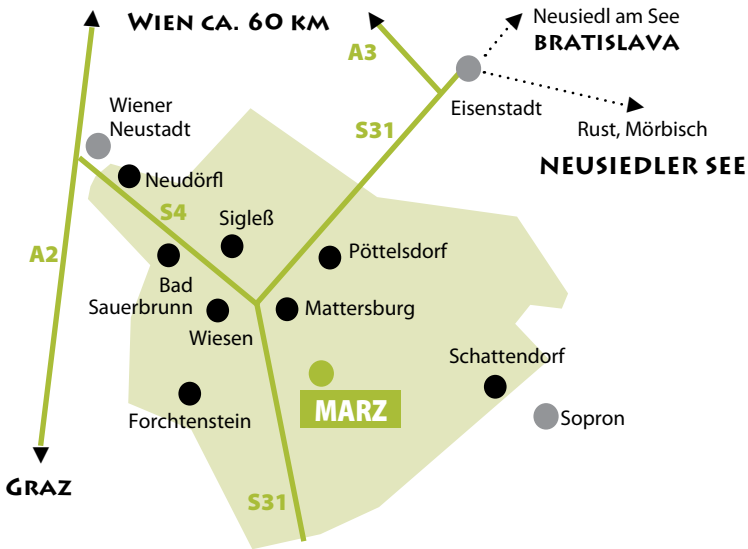 WIEN CA. 60 KM
Neusiedl am See
BRATISLAVA
A3
Eisenstadt
Wiener
Neustadt
S31
Rust, Mörbisch
NEUSIEDLER SEE
Neudörfl
S4
Sigleß
A2
Pöttelsdorf
Bad
Sauerbrunn
Mattersburg
Wiesen
Schattendorf
MARZ
Forchtenstein
Sopron
GRAZ
S31